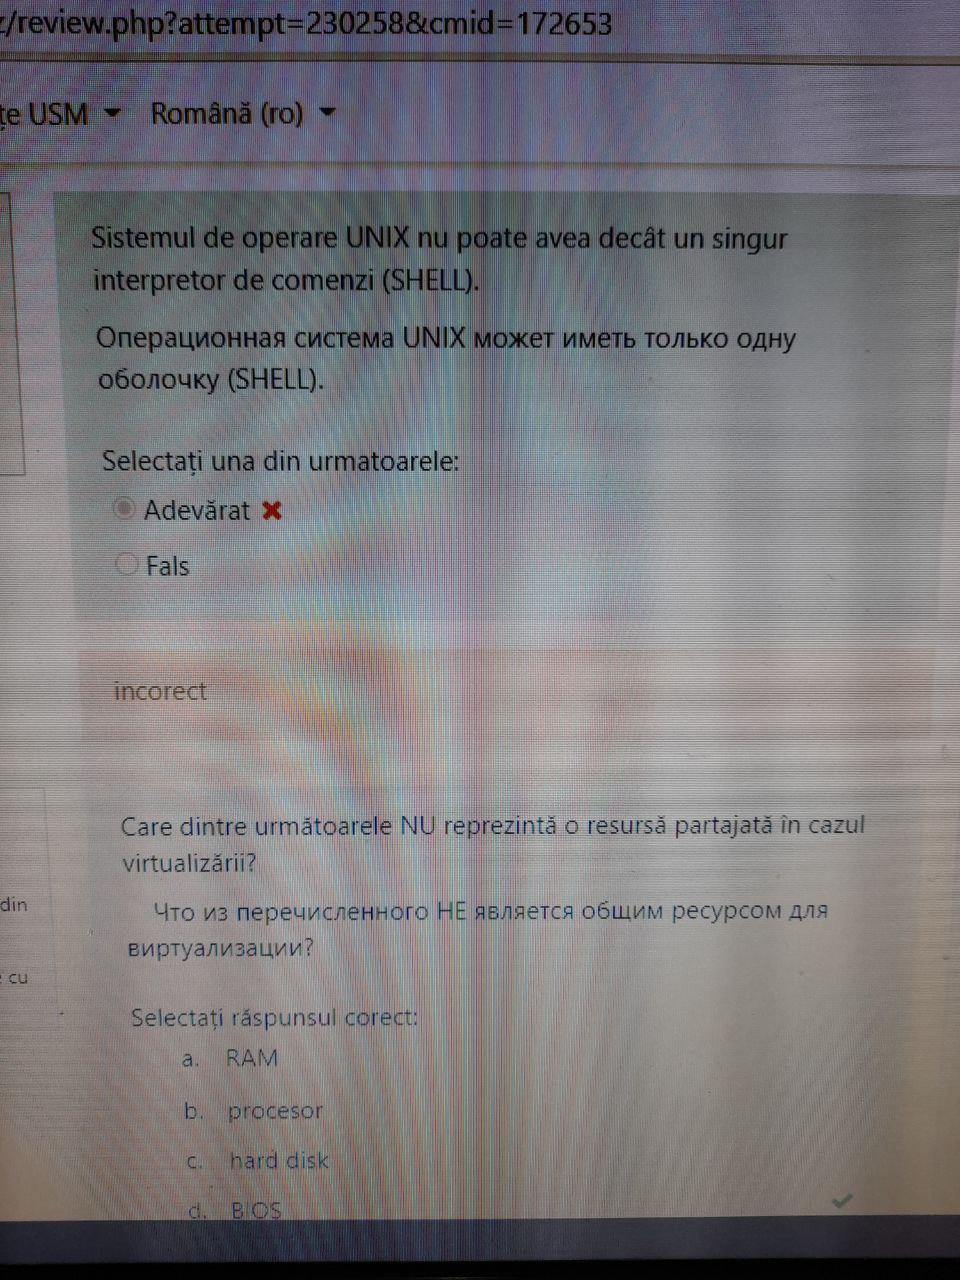 /review.php?attempt=230258&cmid=172653
țe USM Română (ro)
Sistemul de operare UNIX nu poate avea decât un singur
interpretor de comenzi (SHELL).
Операционная система UNIX может иметь только одну
оболочку (SHELL).
Selectați una din urmatoarele:
Adevărat
Fals
incorect
Care dintre următoarele NU reprezintă o resursă partajată în cazul
virtualizării?
din
Что из перечисленного НЕ является общим ресурсом для
виртуализации?
cu
Selectați răspunsul corect:
a. RAM
b. procesor
c. hard disk
d. BIOS